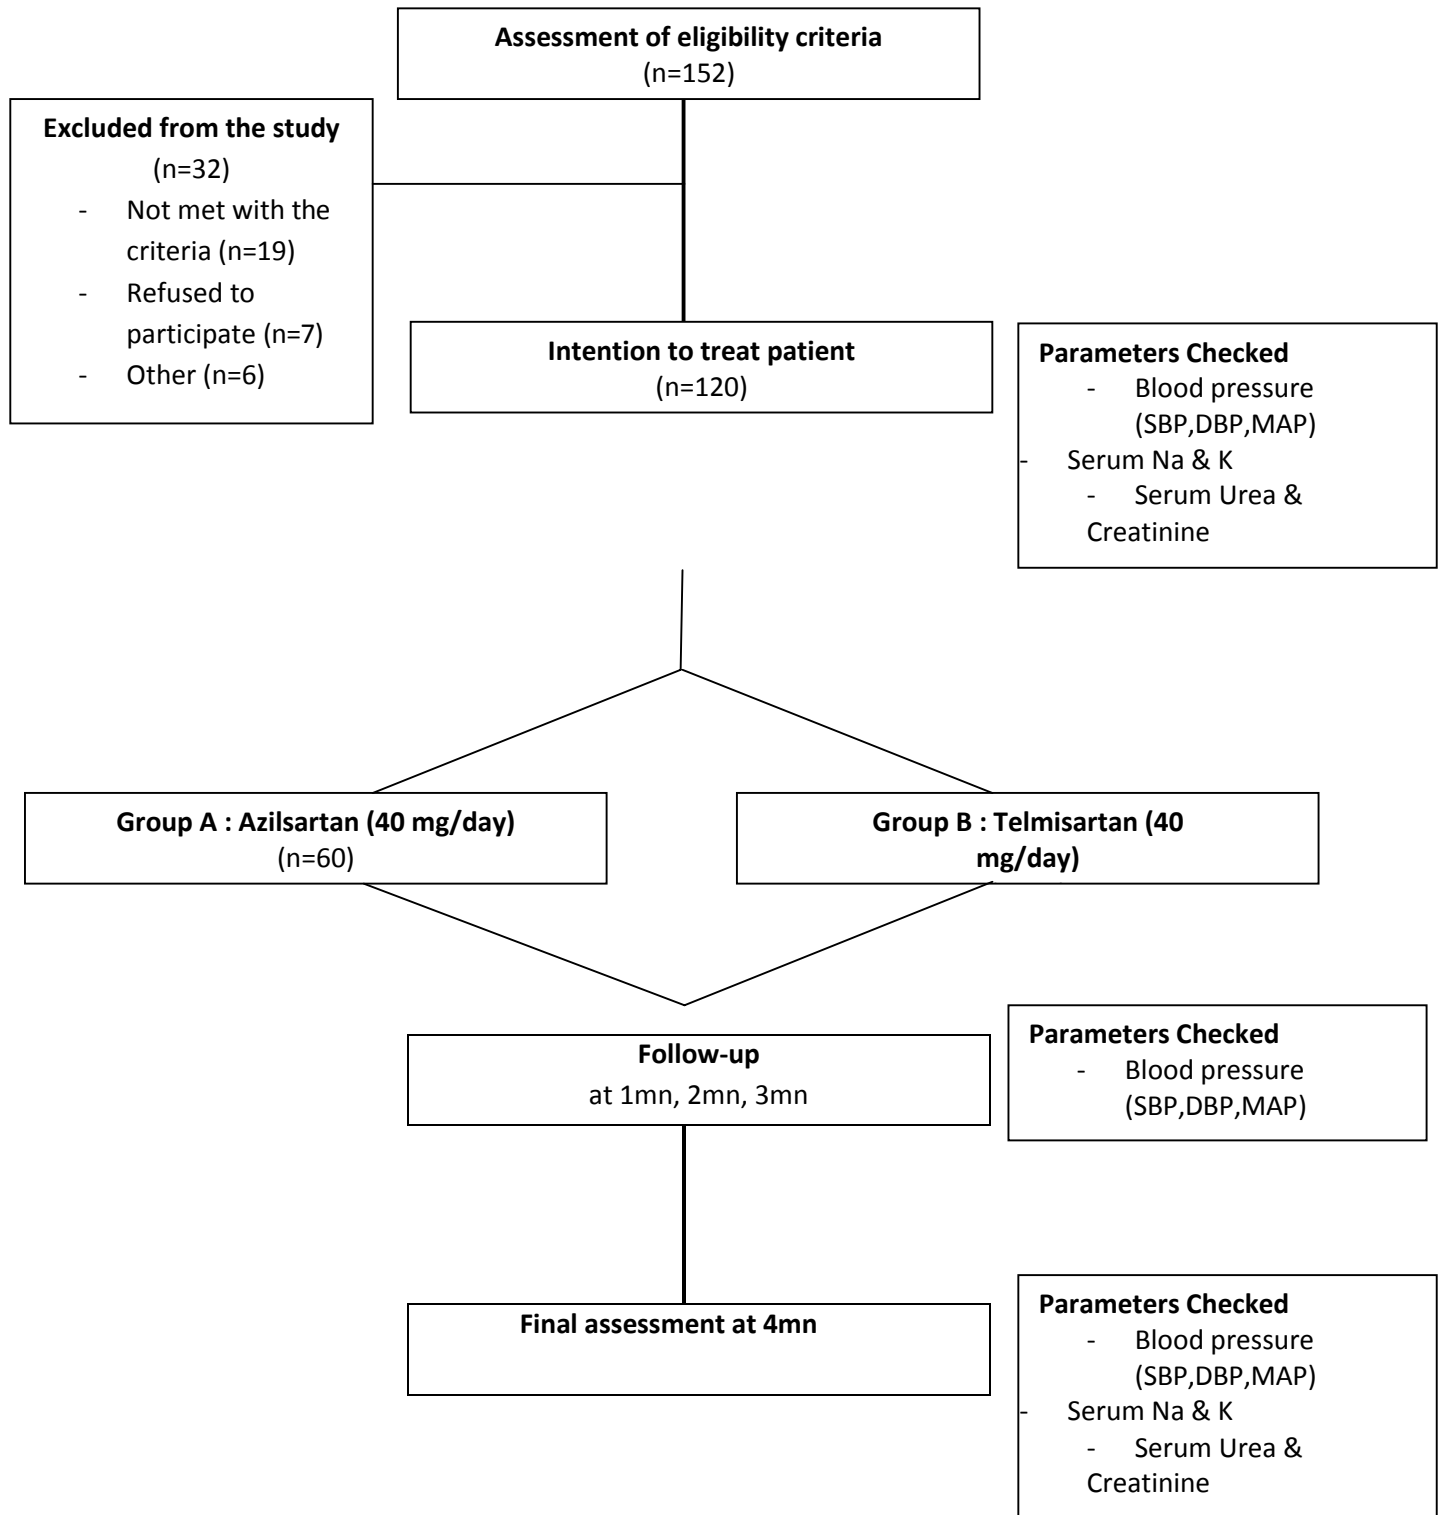 Assessment of eligibility criteria
(n=152)
Excluded from the study
(n=32)
- Not met with the
criteria (n=19)
- Refused to
participate (n=7)
- Other (n=6)
Intention to treat patient
(n=120)
Parameters Checked
- Blood pressure
(SBP,DBP,MAP)
- Serum Na & K
- Serum Urea &
Creatinine
Group A : Azilsartan (40 mg/day)
(n=60)
Group B : Telmisartan (40
mg/day)
Follow-up
at 1mn, 2mn, 3mn
Parameters Checked
- Blood pressure
(SBP,DBP,MAP)
Final assessment at 4mn
Parameters Checked
- Blood pressure
(SBP,DBP,MAP)
- Serum Na & K
- Serum Urea &
Creatinine